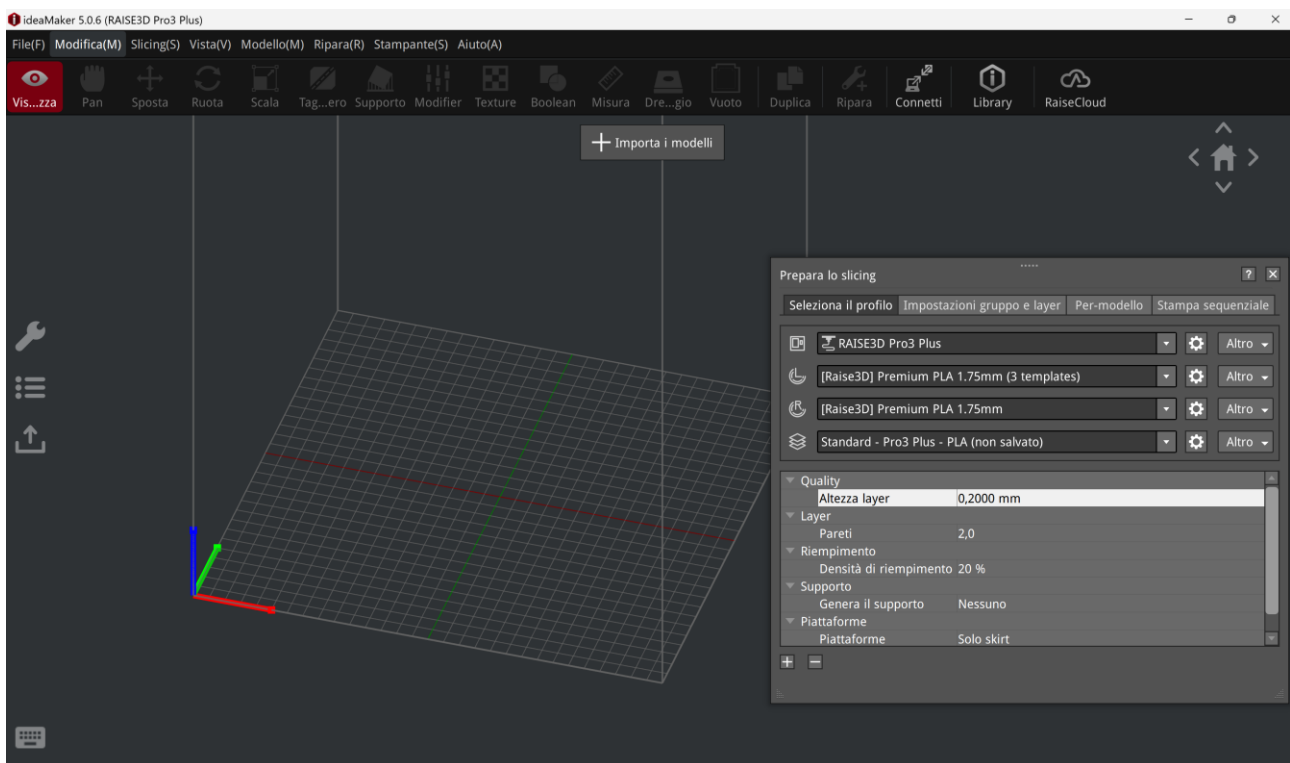 ideaMaker 5.0.6 (RAISE3D Pro3 Plus)
File(F) Modifica(M) Slicing(S) Vista(V) Modello(M) Ripara(R) Stampante(S) Aiuto(A)
Vis...zza Pan Sposta Ruota Scala Tag...ero Supporto Modifier Texture Boolean Misura Dre...gio Vuoto Duplica Ripara Connetti Library RaiseCloud
Importa i modelli
Prepara lo slicing ?
Seleziona il profilo Impostazioni gruppo e layer Per-modello Stampa sequenziale
RAISE3D Pro3 Plus Altro
L [Raise3D] Premium PLA 1.75mm (3 templates) Altro
R [Raise3D] Premium PLA 1.75mm Altro
Standard - Pro3 Plus - PLA (non salvato) Altro
Quality
Altezza layer 0,2000 mm
Layer
Pareti 2,0
Riempimento
Densità di riempimento 20 %
Supporto
Genera il supporto Nessuno
Piattaforme
Piattaforme Solo skirt